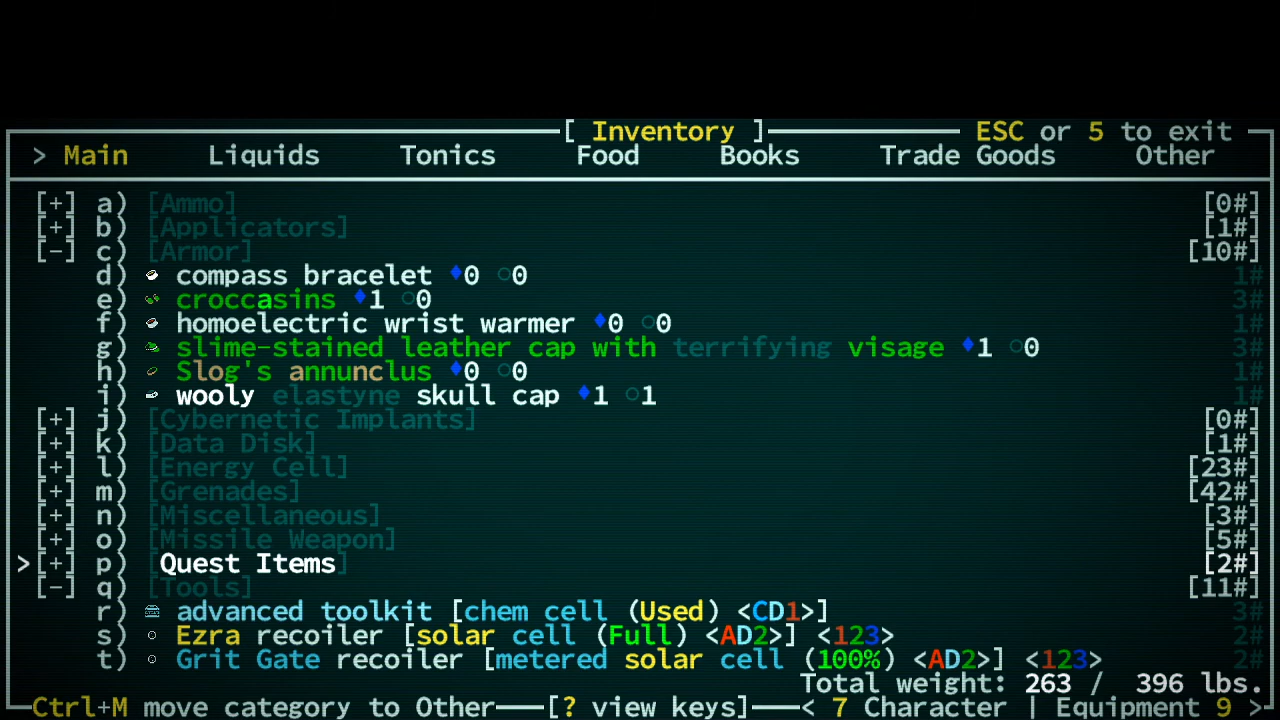 [ Inventory ] ESC or 5 to exit
> Main Liquids Tonics Food Books Trade Goods Other
[+] a) [Ammo] [0#]
[+] b) [Applicators] [1#]
[-] c) [Armor] [10#]
d) compass bracelet ♦0 ○0 1#
e) croccasins ♦1 ○0 3#
f) homoelectric wrist warmer ♦0 ○0 1#
g) slime-stained leather cap with terrifying visage ♦1 ○0 3#
h) Slog's annunclus ♦0 ○0 1#
i) wooly elastyne skull cap ♦1 ○1 1#
[+] j) [Cybernetic Implants] [0#]
[+] k) [Data Disk] [1#]
[+] l) [Energy Cell] [23#]
[+] m) [Grenades] [42#]
[+] n) [Miscellaneous] [3#]
[+] o) [Missile Weapon] [5#]
>[+] p) Quest Items] [2#]
[-] q) [Tools] [11#]
r) advanced toolkit [chem cell (Used) <CD1>] 3#
s) Ezra recoiler [solar cell (Full) <AD2>] <123> 2#
t) Grit Gate recoiler [metered solar cell (100%) <AD2>] <123> 2#
Total weight: 263 / 396 lbs.
Ctrl+M move category to Other [? view keys] < 7 Character | Equipment 9 >